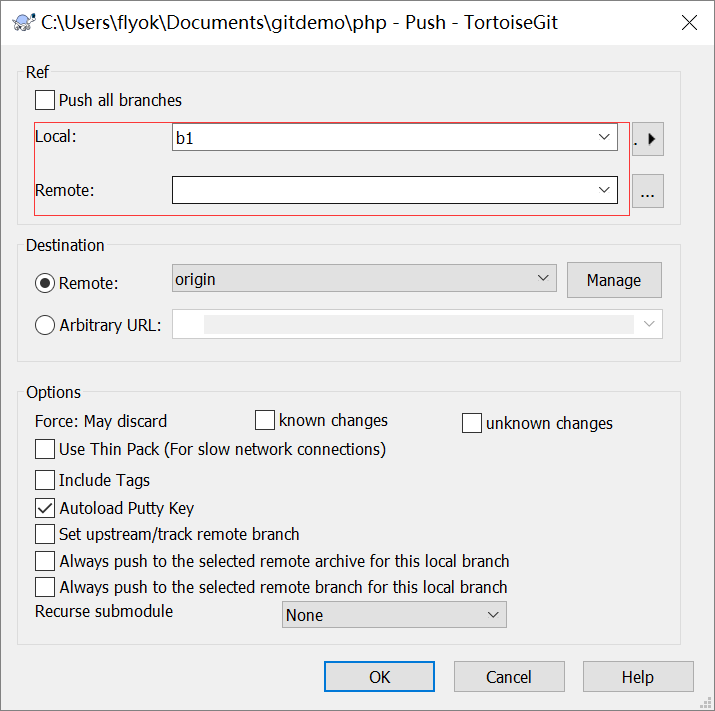 C:\Users\flyok\Documents\gitdemo\php - Push - TortoiseGit
Ref
Push all branches
Local:
b1
.
Remote:
...
Destination
Remote:
origin
Manage
Arbitrary URL:
Options
Force: May discard
known changes
unknown changes
Use Thin Pack (For slow network connections)
Include Tags
Autoload Putty Key
Set upstream/track remote branch
Always push to the selected remote archive for this local branch
Always push to the selected remote branch for this local branch
Recurse submodule
None
OK
Cancel
Help